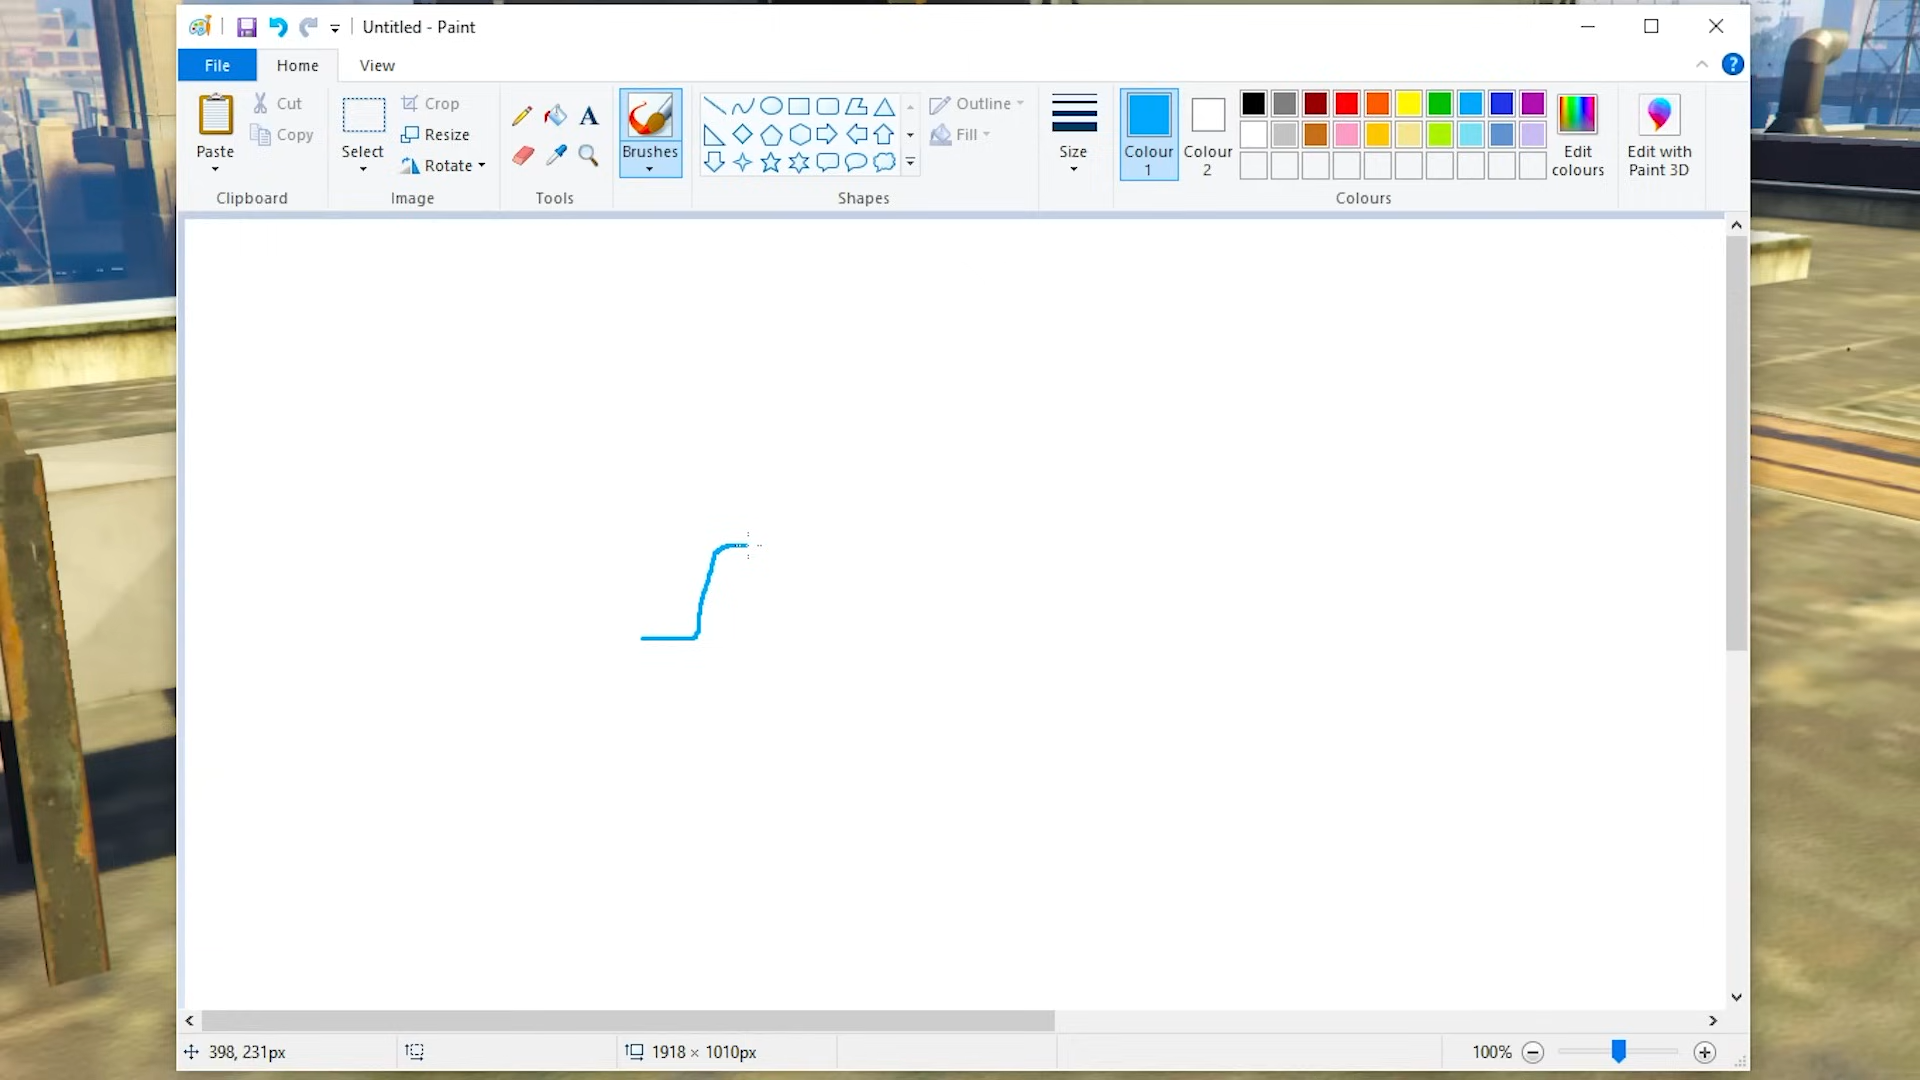 Untitled - Paint
File Home View
Paste
Cut
Copy
Clipboard
Select
Crop
Resize
Rotate
Image
A
Tools
Brushes
Shapes
Outline
Fill
Size
Colour 1
Colour 2
Colours
Edit colours
Edit with Paint 3D
?
398, 231px
1918 × 1010px
100%